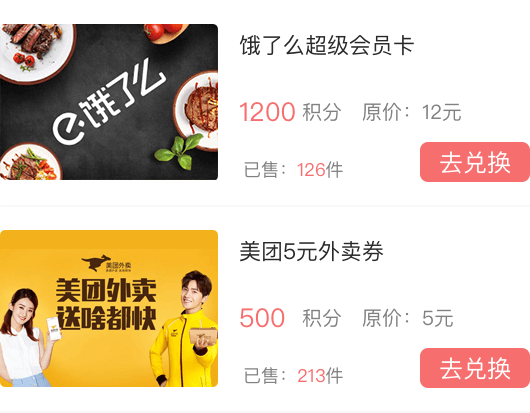 e·饿了么
饿了么超级会员卡
1200 积分 原价：12元
已售：126件
去兑换
美团外卖
美团外卖
送啥都快
美团5元外卖券
500 积分 原价：5元
已售：213件
去兑换